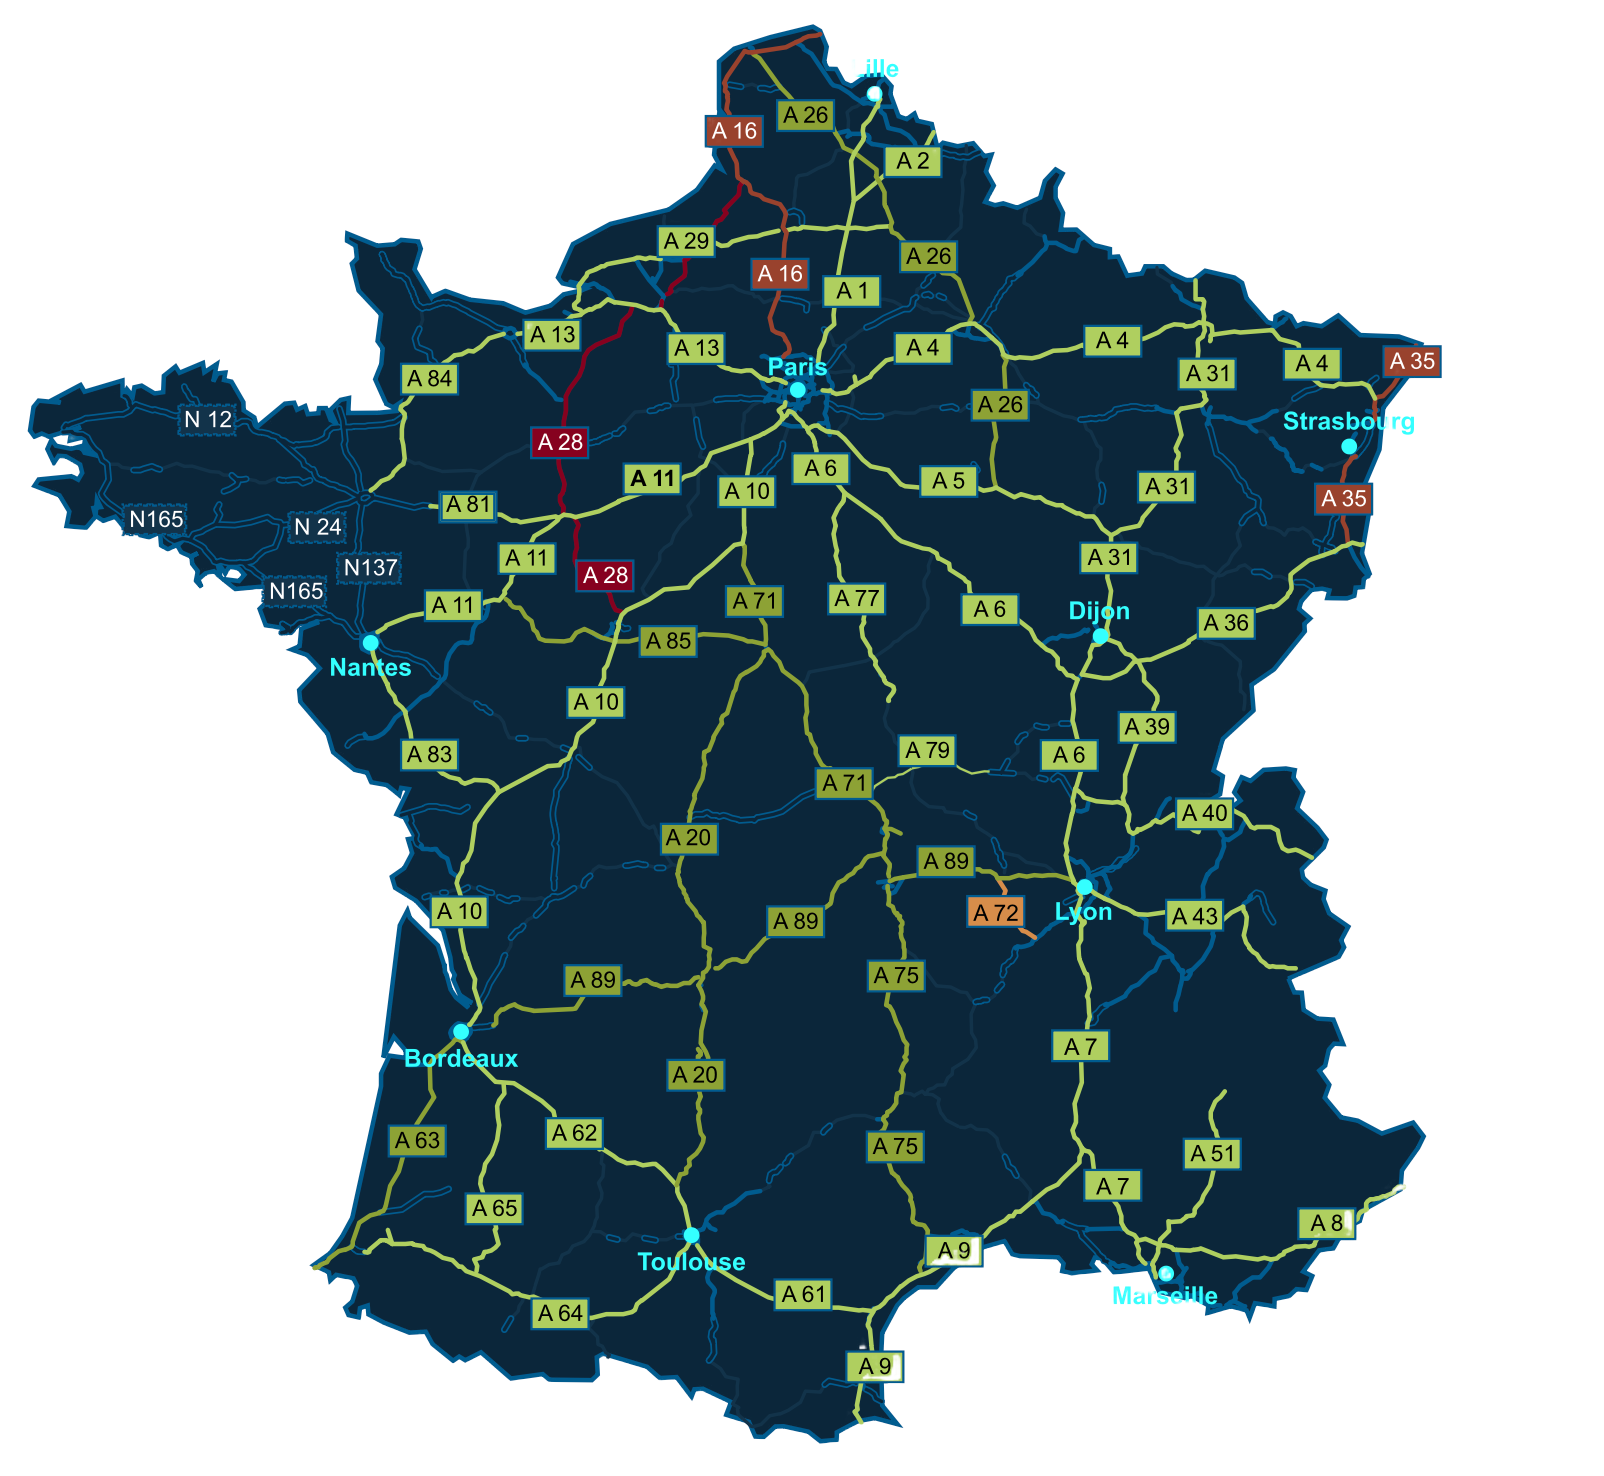 ille
A 26
A 16
A 2
A 29
A 26
A 16
A 1
A 13
A 13
A 4
A 4
A 4
A 35
Paris
A 31
A 84
A 26
N 12
Strasbourg
A 28
A 6
A 11
A 5
A 10
A 31
A 35
A 81
N165
N 24
A 11
A 31
N137
A 28
N165
A 71
A 77
A 11
A 6
Dijon
A 36
A 85
Nantes
A 10
A 39
A 79
A 83
A 6
A 71
A 40
A 20
A 89
A 10
A 72
Lyon
A 43
A 89
A 89
A 75
A 7
Bordeaux
A 20
A 62
A 63
A 75
A 51
A 7
A 65
A 8
A 9
Toulouse
A 61
Marseille
A 64
A 9